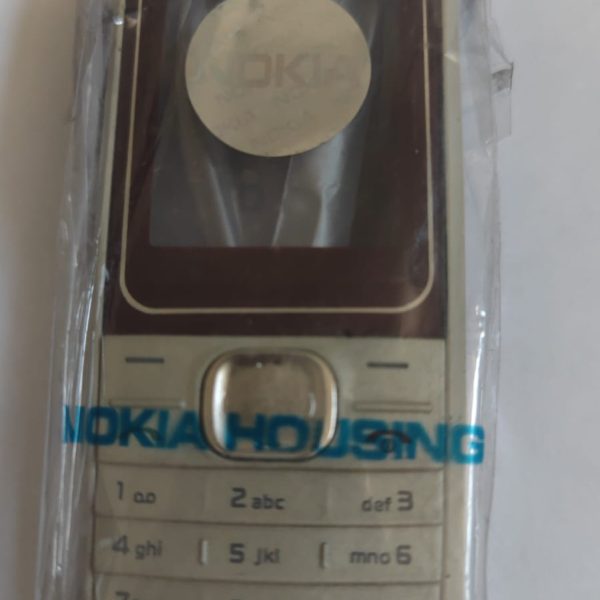 NOKIA
NOKIA HOUSING
1 2 abc def 3
4 ghi 5 jkl mno 6